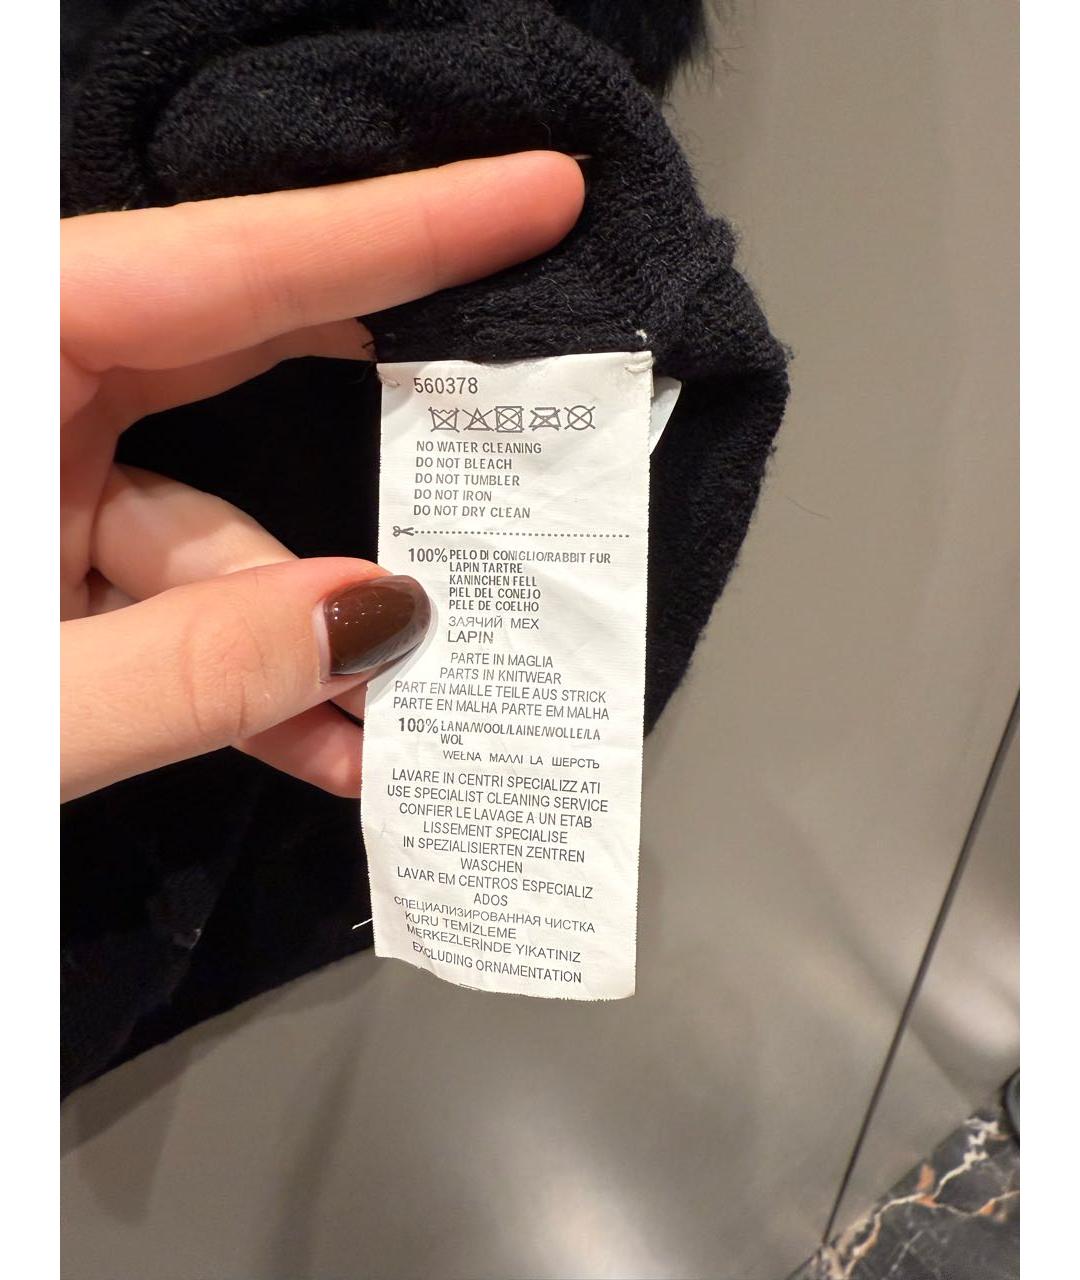 560378
NO WATER CLEANING
DO NOT BLEACH
DO NOT TUMBLER
DO NOT IRON
DO NOT DRY CLEAN
100% PELO DI CONIGLIO/RABBIT FUR
LAPIN TARTRE
KANINCHEN FELL
PIEL DEL CONEJO
PELE DE COELHO
ЗАЯЧИЙ МЕХ
LAPIN
PARTE IN MAGLIA
PARTS IN KNITWEAR
PART EN MAILLE TEILE AUS STRICK
PARTE EN MALHA PARTE EM MALHA
100% LANA/WOOL/LAINE/WOLLE/LA
WOL
WEŁNA МАЛЛІ LA ШЕРСТЬ
LAVARE IN CENTRI SPECIALIZZ ATI
USE SPECIALIST CLEANING SERVICE
CONFIER LE LAVAGE A UN ETAB
LISSEMENT SPECIALISE
IN SPEZIALISIERTEN ZENTREN
WASCHEN
LAVAR EM CENTROS ESPECIALIZ
ADOS
СПЕЦИАЛИЗИРОВАННАЯ ЧИСТКА
KURU TEMİZLEME
MERKEZLERİNDE YIKATINIZ
EXCLUDING ORNAMENTATION